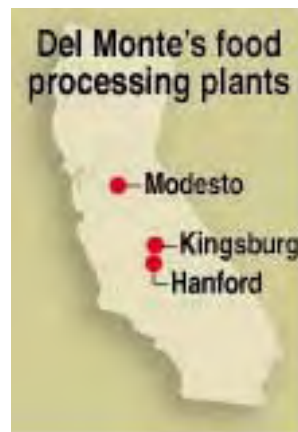 Del Monte's food
processing plants
Modesto
Kingsburg
Hanford